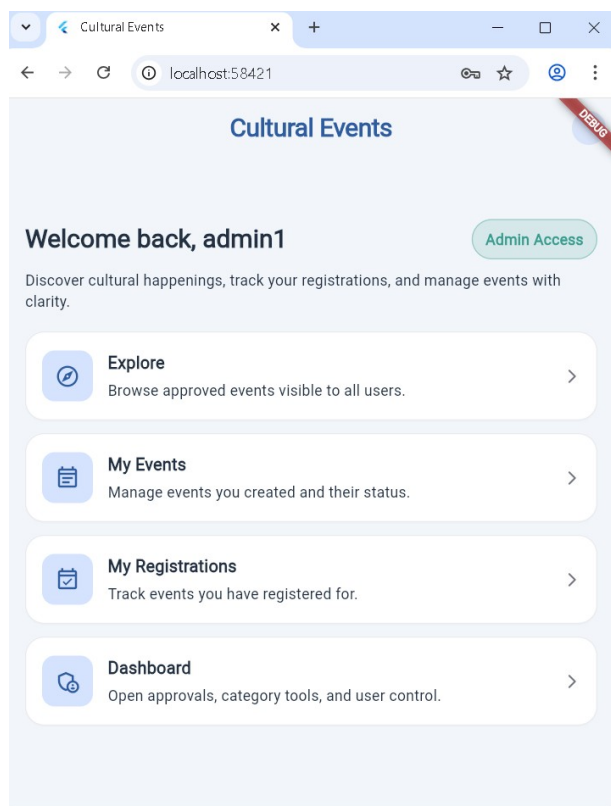 Cultural Events
localhost:58421
Cultural Events
DEBUG
Welcome back, admin1
Admin Access
Discover cultural happenings, track your registrations, and manage events with
clarity.
Explore
Browse approved events visible to all users.
My Events
Manage events you created and their status.
My Registrations
Track events you have registered for.
Dashboard
Open approvals, category tools, and user control.